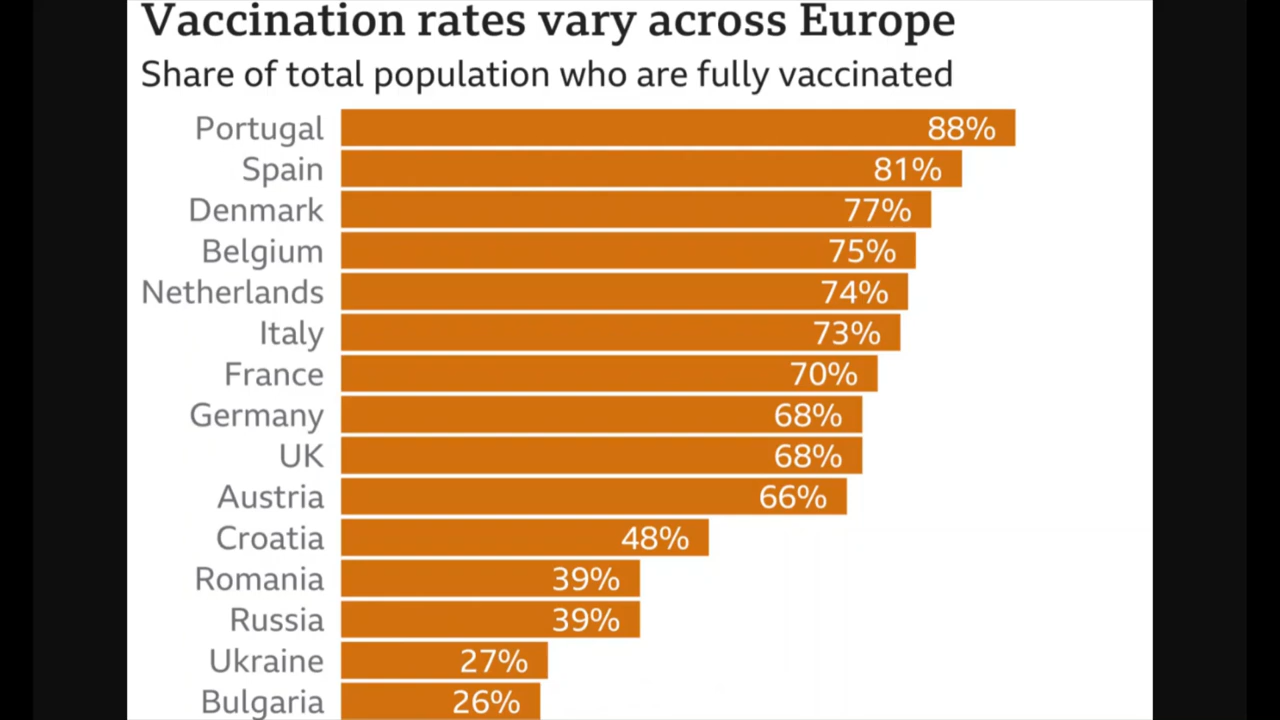 Vaccination rates vary across Europe
Share of total population who are fully vaccinated
Portugal 88%
Spain 81%
Denmark 77%
Belgium 75%
Netherlands 74%
Italy 73%
France 70%
Germany 68%
UK 68%
Austria 66%
Croatia 48%
Romania 39%
Russia 39%
Ukraine 27%
Bulgaria 26%